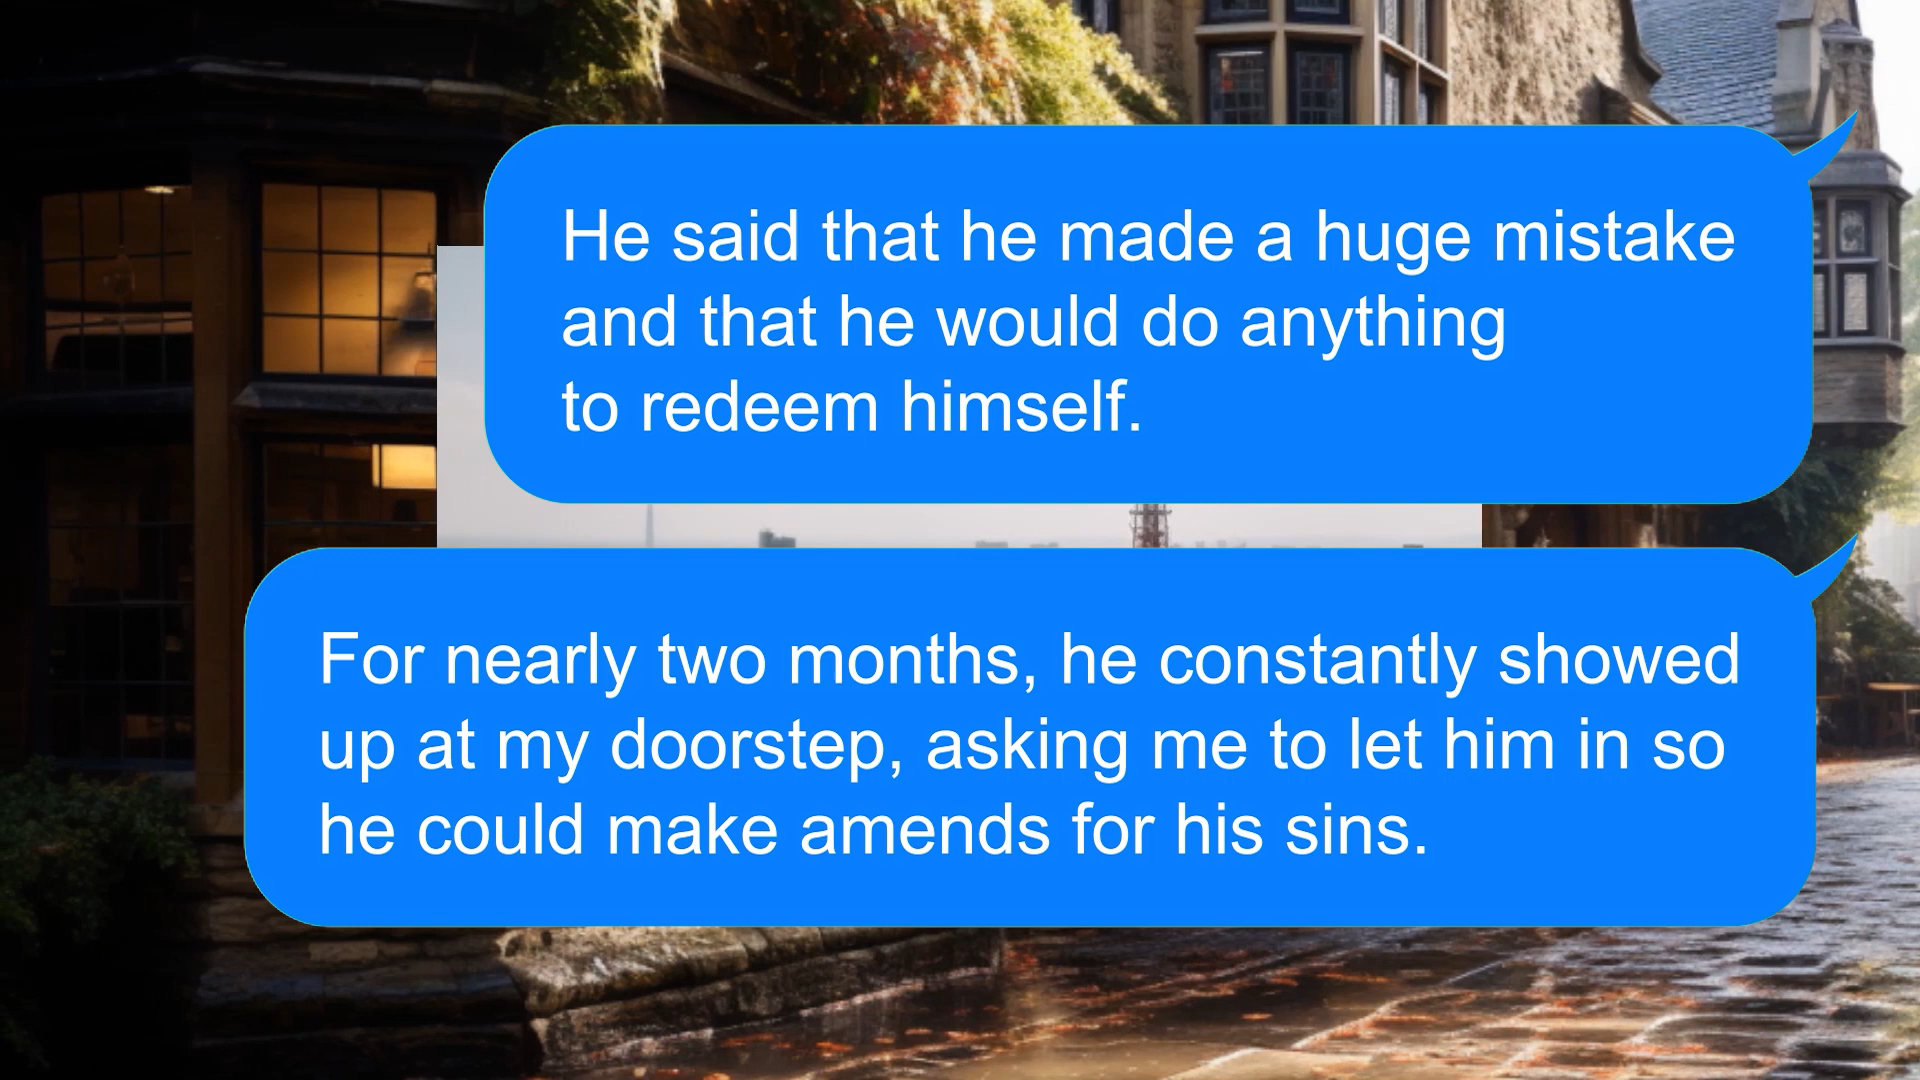 He said that he made a huge mistake
and that he would do anything
to redeem himself.
For nearly two months, he constantly showed
up at my doorstep, asking me to let him in so
he could make amends for his sins.